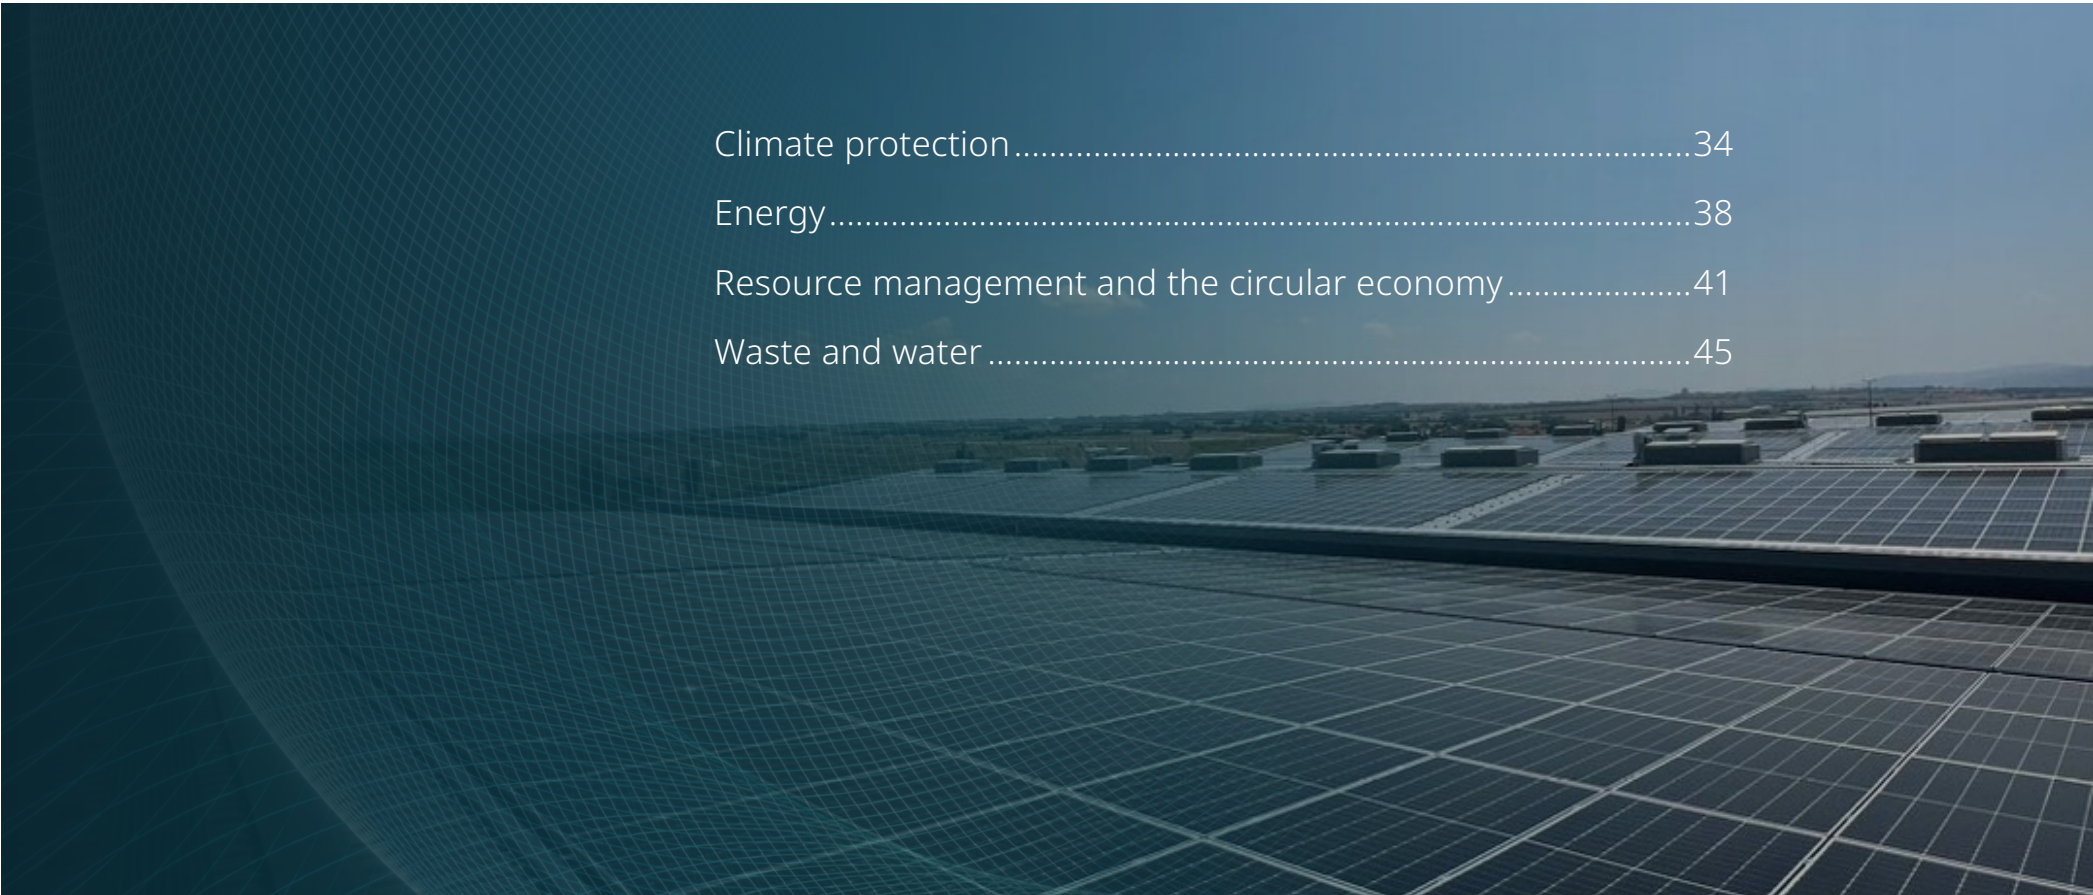 Climate protection............................................................................34
Energy.................................................................................................38
Resource management and the circular economy.....................41
Waste and water ...............................................................................45